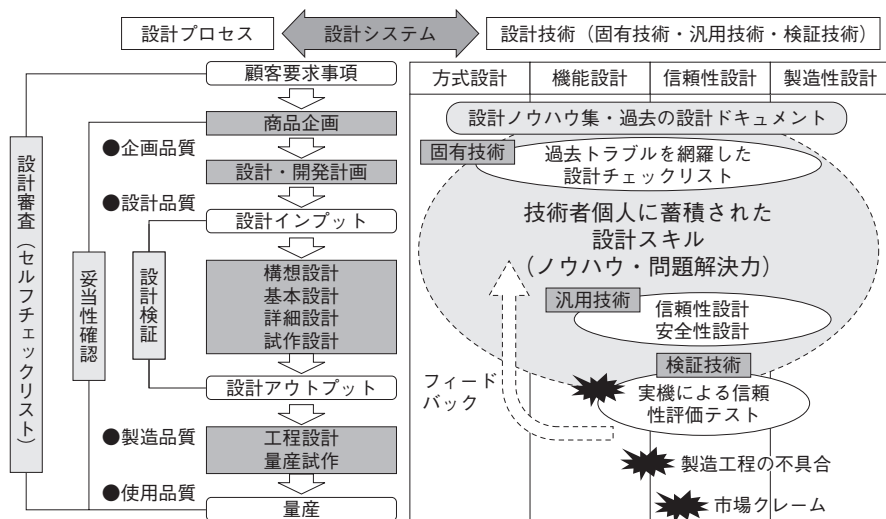 設計プロセス
設計システム
設計技術（固有技術・汎用技術・検証技術）
顧客要求事項
商品企画
●企画品質
設計・開発計画
●設計品質
設計インプット
構想設計
基本設計
詳細設計
試作設計
設計アウトプット
●製造品質
工程設計
量産試作
●使用品質
量産
設計審査（セルフチェックリスト）
妥当性確認
設計検証
方式設計
機能設計
信頼性設計
製造性設計
設計ノウハウ集・過去の設計ドキュメント
固有技術
過去トラブルを網羅した
設計チェックリスト
技術者個人に蓄積された
設計スキル
（ノウハウ・問題解決力）
汎用技術
信頼性設計
安全性設計
検証技術
フィード
バック
実機による信頼
性評価テスト
製造工程の不具合
市場クレーム